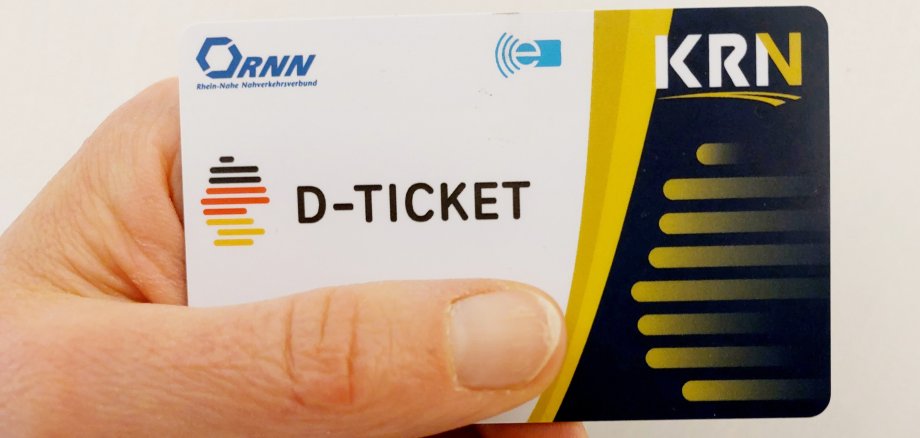 RNN
Rhein-Nahe Nahverkehrsverbund
e
KRN
D-TICKET